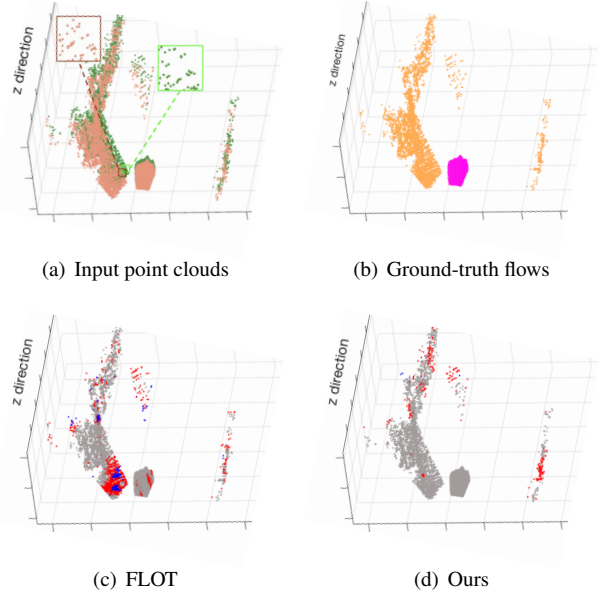 z direction
(a) Input point clouds
z direction
(b) Ground-truth flows
z direction
(c) FLOT
z direction
(d) Ours